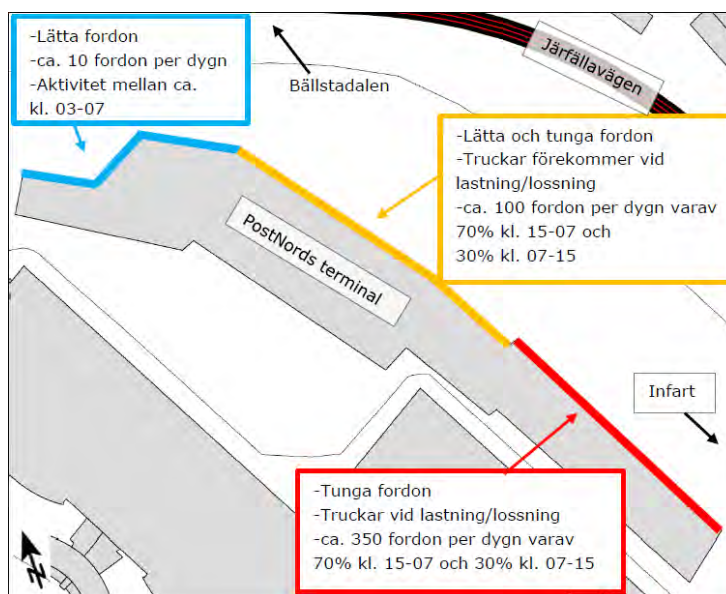 -Lätta fordon
-ca. 10 fordon per dygn
-Aktivitet mellan ca.
kl. 03-07
Bällstadalen
Järfällavägen
-Lätta och tunga fordon
-Truckar förekommer vid
lastning/lossning
-ca. 100 fordon per dygn varav
70% kl. 15-07 och
30% kl. 07-15
PostNords terminal
Infart
-Tunga fordon
-Truckar vid lastning/lossning
-ca. 350 fordon per dygn varav
70% kl. 15-07 och 30% kl. 07-15
N